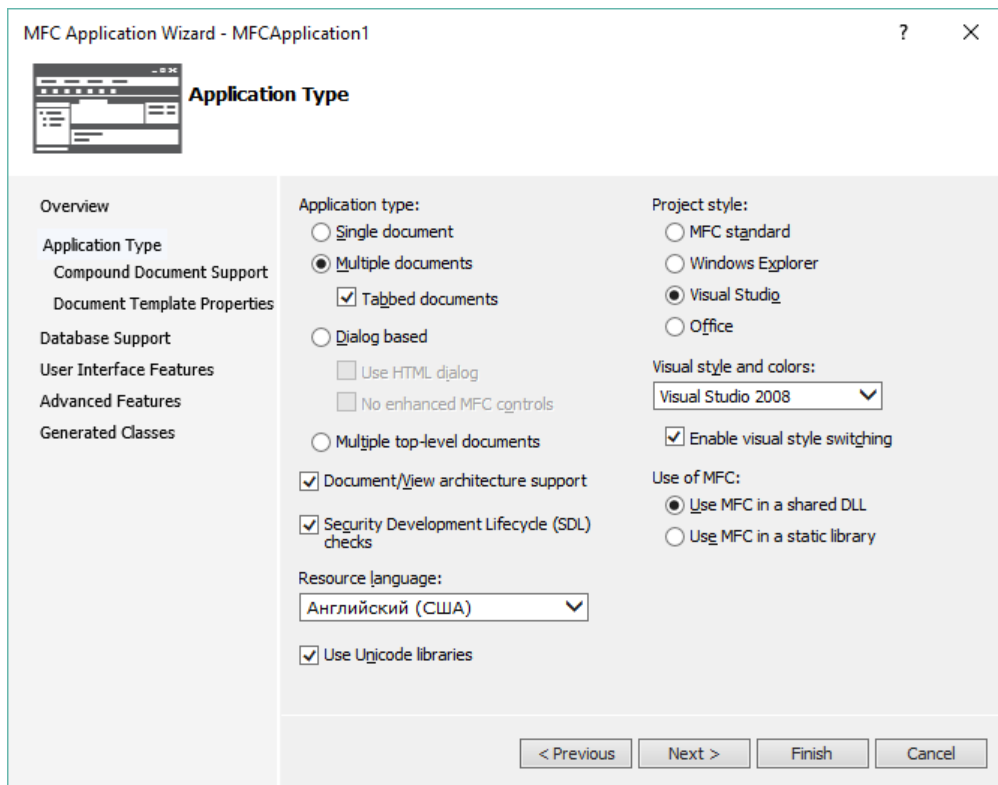 MFC Application Wizard - MFCApplication1
?
Application Type
Overview
Application Type
Compound Document Support
Document Template Properties
Database Support
User Interface Features
Advanced Features
Generated Classes
Application type:
Single document
Multiple documents
Tabbed documents
Dialog based
Use HTML dialog
No enhanced MFC controls
Multiple top-level documents
Document/View architecture support
Security Development Lifecycle (SDL)
checks
Resource language:
Английский (США)
Use Unicode libraries
Project style:
MFC standard
Windows Explorer
Visual Studio
Office
Visual style and colors:
Visual Studio 2008
Enable visual style switching
Use of MFC:
Use MFC in a shared DLL
Use MFC in a static library
< Previous
Next >
Finish
Cancel